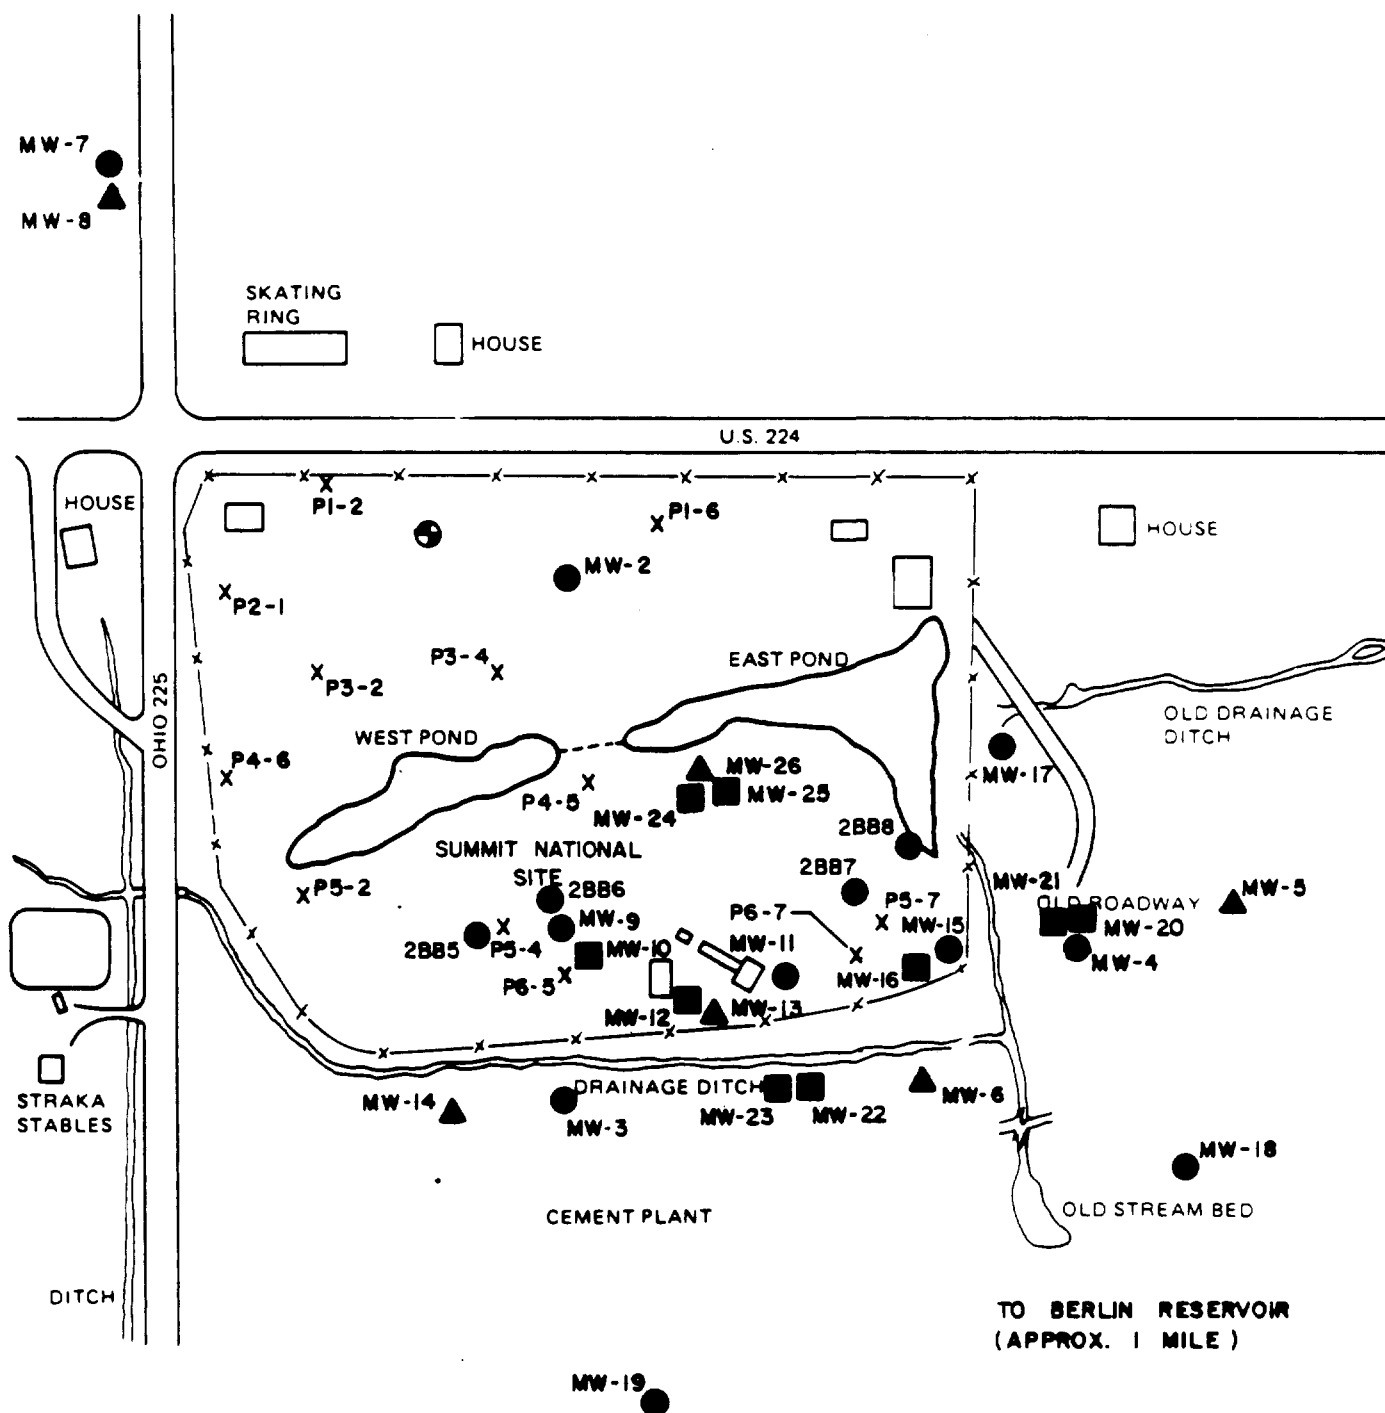 MW-7
MW-8
SKATING
RING
HOUSE
U.S. 224
HOUSE
P1-2
P1-6
HOUSE
MW-2
P2-1
P3-4
EAST POND
P3-2
OHIO 225
WEST POND
OLD DRAINAGE
DITCH
P4-6
MW-26
MW-17
P4-5
MW-25
MW-24
2BB8
SUMMIT NATIONAL
SITE
2BB7
MW-21
P5-2
2BB6
MW-5
P5-7
OLD ROADWAY
P6-7
MW-9
MW-15
MW-20
2BB5
P5-4
MW-10
MW-11
MW-4
P6-5
MW-16
MW-12
MW-13
DRAINAGE DITCH
MW-14
MW-6
STRAKA
STABLES
MW-3
MW-23
MW-22
MW-18
CEMENT PLANT
OLD STREAM BED
DITCH
TO BERLIN RESERVOIR
(APPROX. 1 MILE)
MW-19